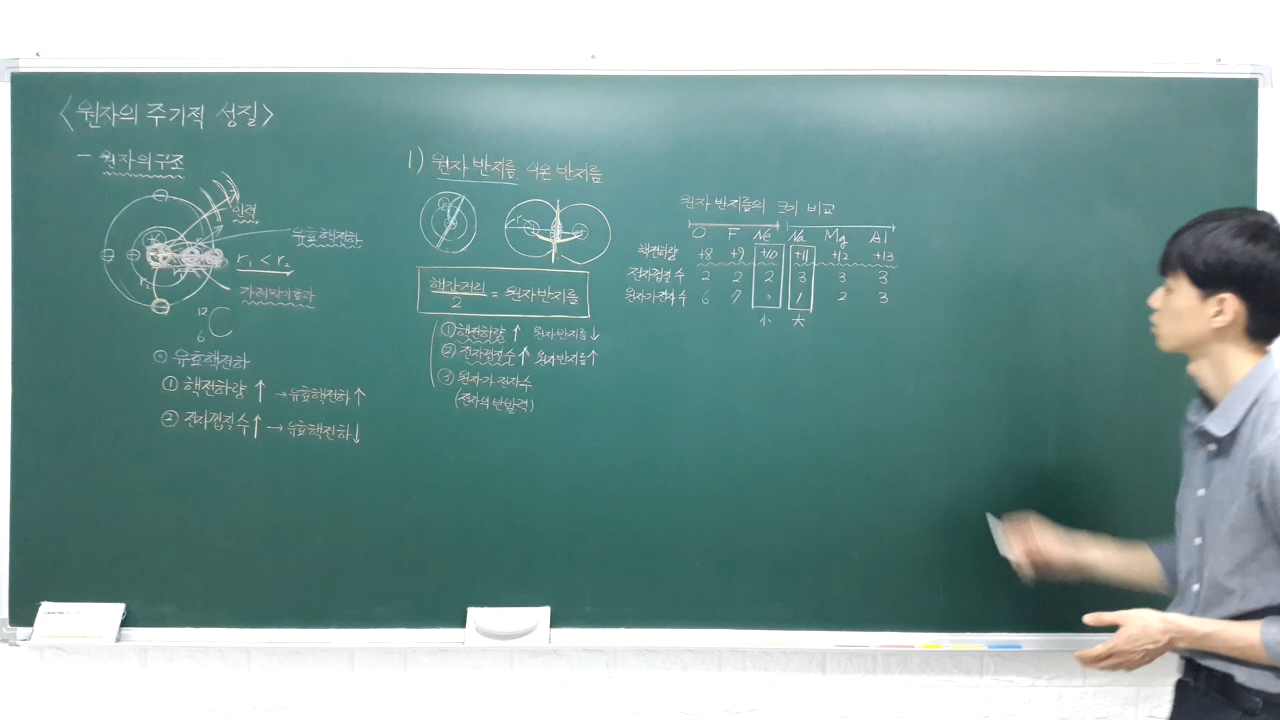 <원자의 주기적 성질>
- 원자의 구조
인력
유효핵전하
r₁ < r₂
가려막기효과
12
C
6
◎ 유효핵전하
① 핵전하량 ↑ → 유효핵전하 ↑
② 전자껍질수 ↑ → 유효핵전하 ↓
1) 원자 반지름, 이온 반지름
r
핵간거리/2 = 원자반지름
① 핵전하량 ↑ 원자반지름 ↓
② 전자껍질수 ↑ 원자반지름 ↑
③ 원자가 전자수
(전자의 반발력)
원자 반지름의 크기 비교
O F Ne Na Mg Al
핵전하량 +8 +9 +10 +11 +12 +13
전자껍질 수 2 2 2 3 3 3
원자가전자 수 6 7 0 1 2 3
小 大